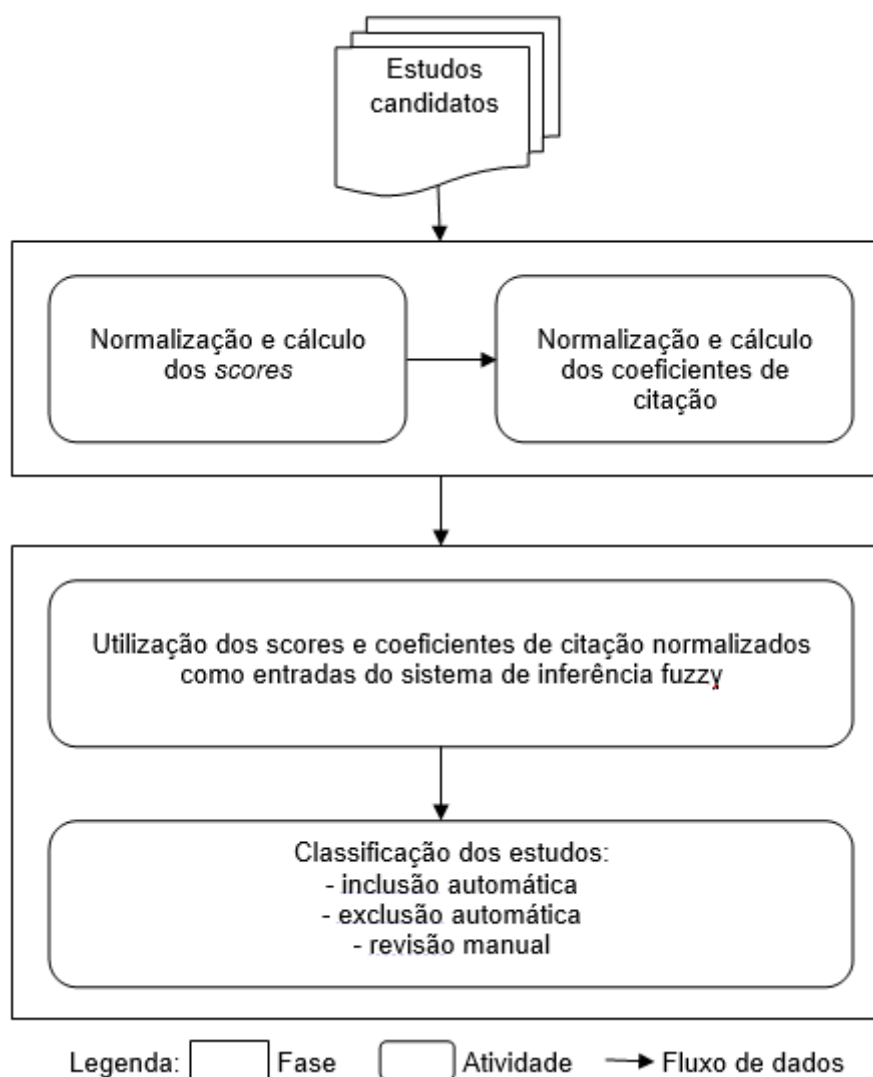 Estudos
candidatos
Normalização e cálculo
dos scores
Normalização e cálculo
dos coeficientes de
citação
Utilização dos scores e coeficientes de citação normalizados
como entradas do sistema de inferência fuzzy
Classificação dos estudos:
- inclusão automática
- exclusão automática
- revisão manual
Legenda: Fase Atividade Fluxo de dados